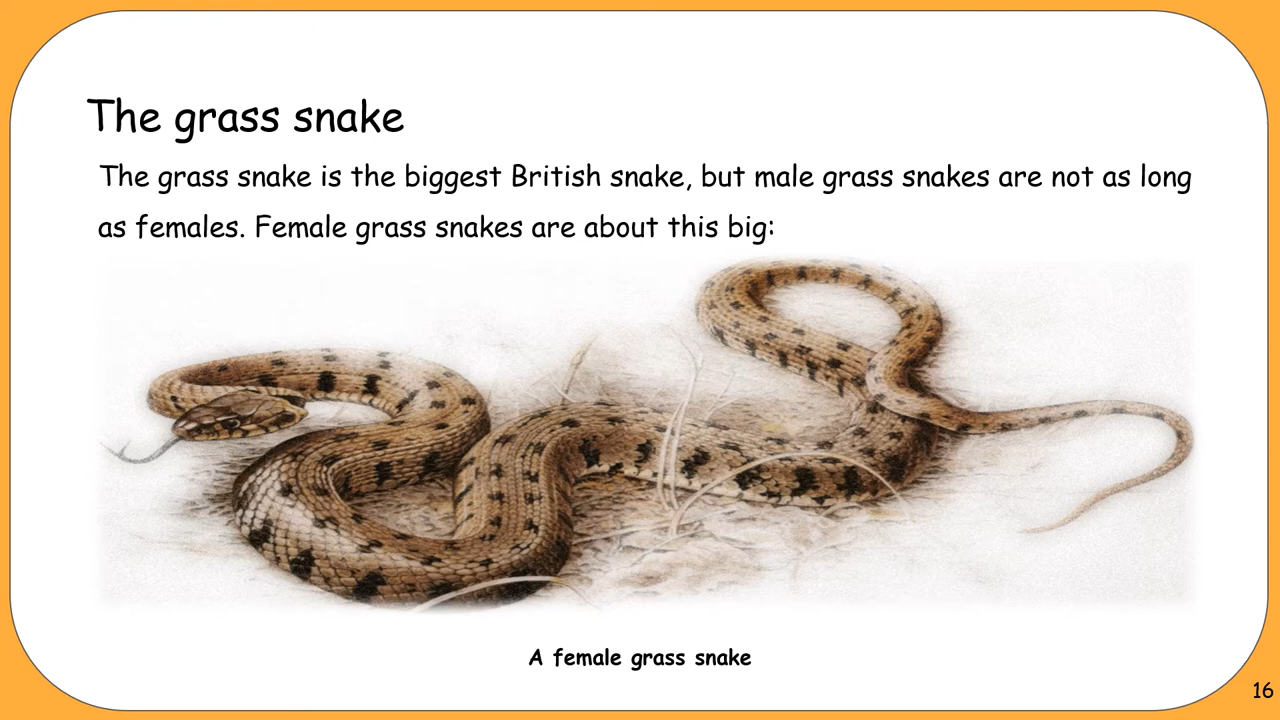 The grass snake
The grass snake is the biggest British snake, but male grass snakes are not as long
as females. Female grass snakes are about this big:
A female grass snake
16